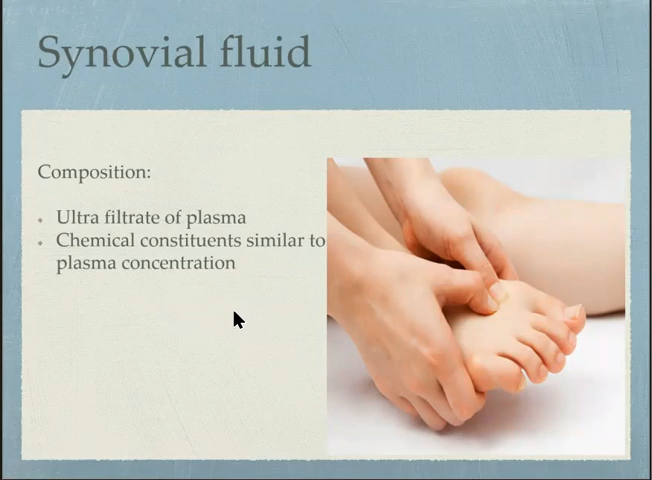 Synovial fluid
Composition:
Ultra filtrate of plasma
Chemical constituents similar to
plasma concentration